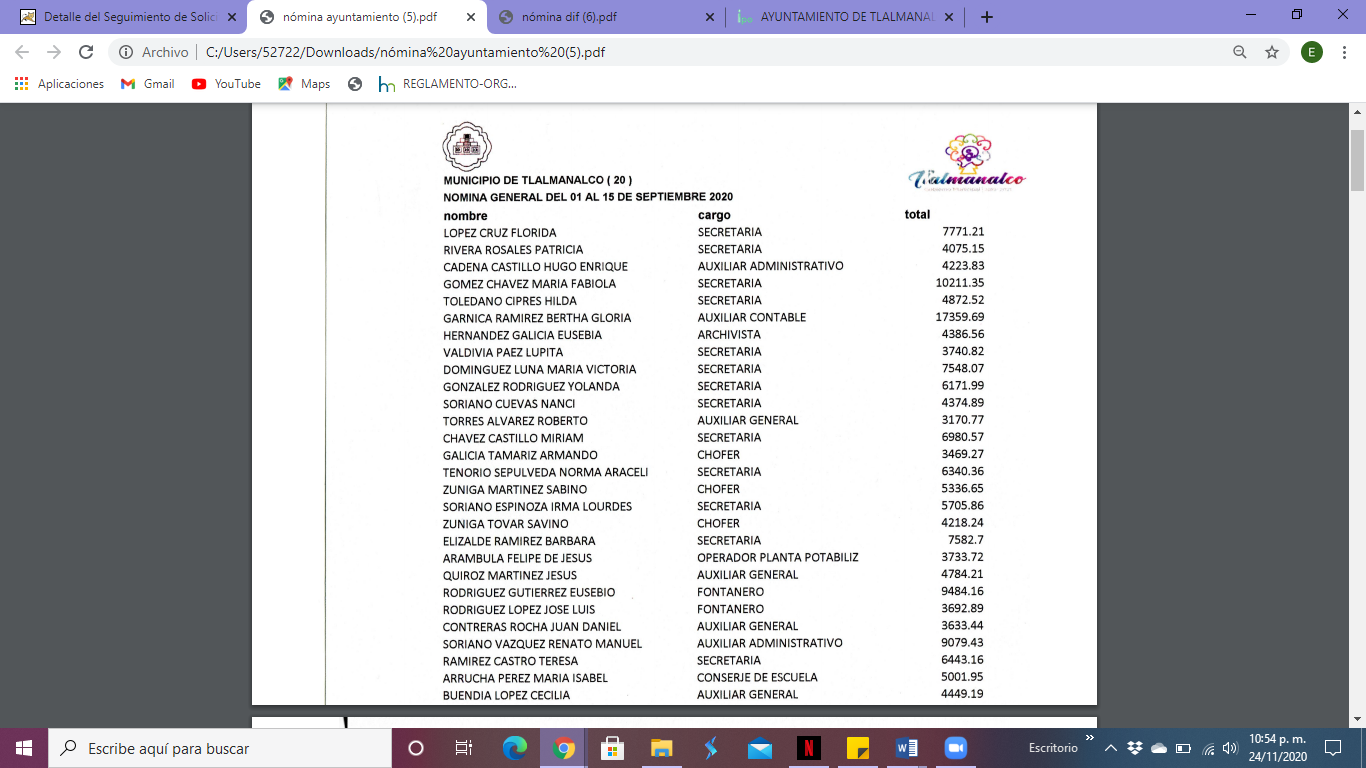 Detalle del Seguimiento de Solici
nómina ayuntamiento (5).pdf
nómina dif (6).pdf
AYUNTAMIENTO DE TLALMANAL
Archivo C:/Users/52722/Downloads/nómina%20ayuntamiento%20(5).pdf
E
Aplicaciones Gmail YouTube Maps REGLAMENTO-ORG...
Tlalmanalco
MUNICIPIO DE TLALMANALCO ( 20 )
NOMINA GENERAL DEL 01 AL 15 DE SEPTIEMBRE 2020
nombre cargo total
LOPEZ CRUZ FLORIDA SECRETARIA 7771.21
RIVERA ROSALES PATRICIA SECRETARIA 4075.15
CADENA CASTILLO HUGO ENRIQUE AUXILIAR ADMINISTRATIVO 4223.83
GOMEZ CHAVEZ MARIA FABIOLA SECRETARIA 10211.35
TOLEDANO CIPRES HILDA SECRETARIA 4872.52
GARNICA RAMIREZ BERTHA GLORIA AUXILIAR CONTABLE 17359.69
HERNANDEZ GALICIA EUSEBIA ARCHIVISTA 4386.56
VALDIVIA PAEZ LUPITA SECRETARIA 3740.82
DOMINGUEZ LUNA MARIA VICTORIA SECRETARIA 7548.07
GONZALEZ RODRIGUEZ YOLANDA SECRETARIA 6171.99
SORIANO CUEVAS NANCI SECRETARIA 4374.89
TORRES ALVAREZ ROBERTO AUXILIAR GENERAL 3170.77
CHAVEZ CASTILLO MIRIAM SECRETARIA 6980.57
GALICIA TAMARIZ ARMANDO CHOFER 3469.27
TENORIO SEPULVEDA NORMA ARACELI SECRETARIA 6340.36
ZUNIGA MARTINEZ SABINO CHOFER 5336.65
SORIANO ESPINOZA IRMA LOURDES SECRETARIA 5705.86
ZUNIGA TOVAR SAVINO CHOFER 4218.24
ELIZALDE RAMIREZ BARBARA SECRETARIA 7582.7
ARAMBULA FELIPE DE JESUS OPERADOR PLANTA POTABILIZ 3733.72
QUIROZ MARTINEZ JESUS AUXILIAR GENERAL 4784.21
RODRIGUEZ GUTIERREZ EUSEBIO FONTANERO 9484.16
RODRIGUEZ LOPEZ JOSE LUIS FONTANERO 3692.89
CONTRERAS ROCHA JUAN DANIEL AUXILIAR GENERAL 3633.44
SORIANO VAZQUEZ RENATO MANUEL AUXILIAR ADMINISTRATIVO 9079.43
RAMIREZ CASTRO TERESA SECRETARIA 6443.16
ARRUCHA PEREZ MARIA ISABEL CONSERJE DE ESCUELA 5001.95
BUENDIA LOPEZ CECILIA AUXILIAR GENERAL 4449.19
Escribe aquí para buscar
Escritorio
10:54 p. m.
24/11/2020